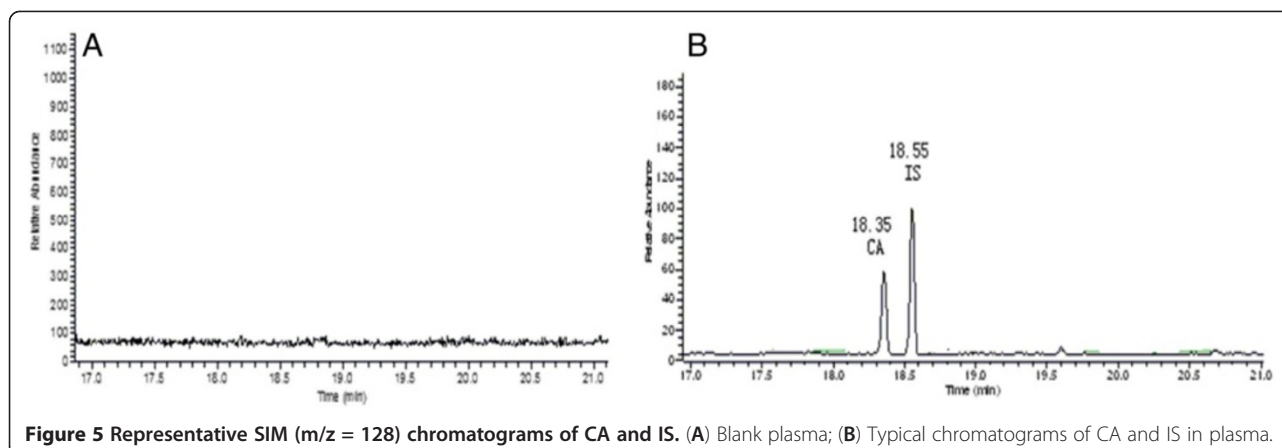 A
1100
1000
900
800
700
600
500
400
300
200
100
0
Relative Abundance
17.0 17.5 18.0 18.5 19.0 19.5 20.0 20.5 21.0
Time (min)
B
180
160
140
120
100
80
60
40
20
0
Relative Abundance
18.55
IS
18.35
CA
17.0 17.5 18.0 18.5 19.0 19.5 20.0 20.5 21.0
Time (min)
Figure 5 Representative SIM (m/z = 128) chromatograms of CA and IS. (A) Blank plasma; (B) Typical chromatograms of CA and IS in plasma.